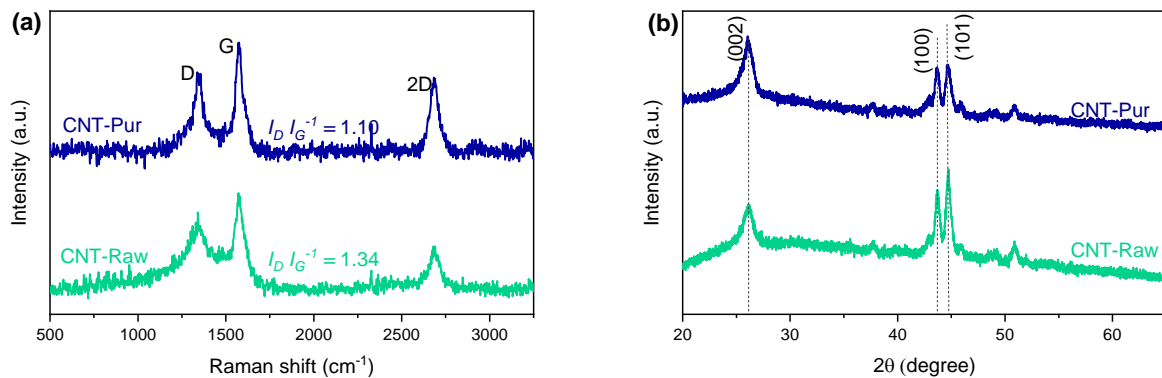 (a)
Intensity (a.u.)
G
D
2D
CNT-Pur
I_D I_G^-1 = 1.10
CNT-Raw
I_D I_G^-1 = 1.34
500 1000 1500 2000 2500 3000
Raman shift (cm^-1)
(b)
Intensity (a.u.)
(002)
(100)
(101)
CNT-Pur
CNT-Raw
20 30 40 50 60
2θ (degree)